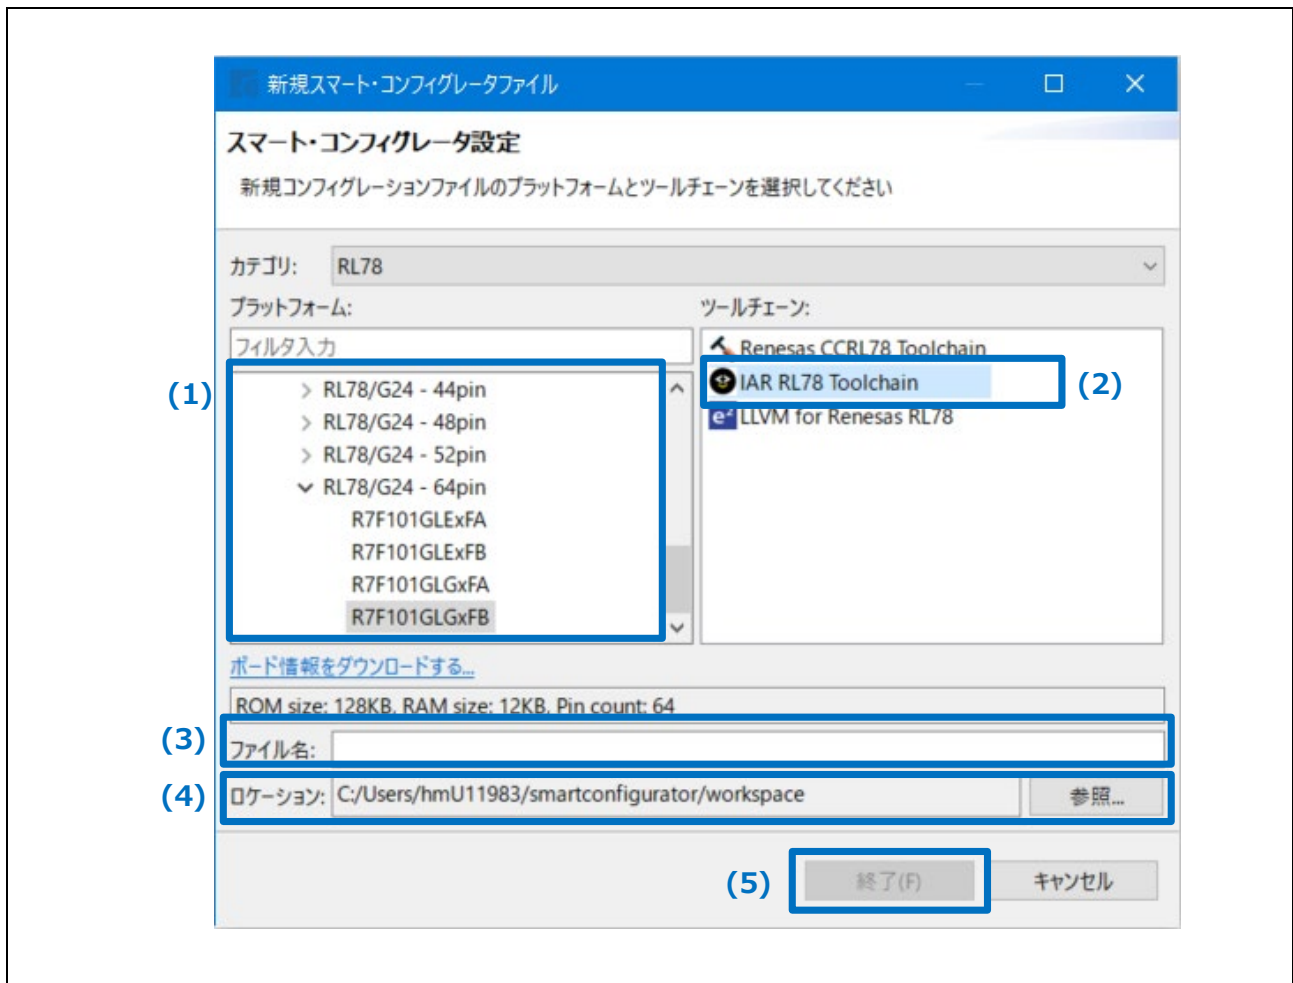 新規スマート・コンフィグレータファイル
スマート・コンフィグレータ設定
新規コンフィグレーションファイルのプラットフォームとツールチェーンを選択してください
カテゴリ: RL78
プラットフォーム:
フィルタ入力
(1)
RL78/G24 - 44pin
RL78/G24 - 48pin
RL78/G24 - 52pin
RL78/G24 - 64pin
R7F101GLExFA
R7F101GLExFB
R7F101GLGxFA
R7F101GLGxFB
ツールチェーン:
Renesas CCRL78 Toolchain
IAR RL78 Toolchain
(2)
LLVM for Renesas RL78
ボード情報をダウンロードする...
ROM size: 128KB, RAM size: 12KB, Pin count: 64
(3) ファイル名:
(4) ロケーション: C:/Users/hmU11983/smartconfigurator/workspace 参照...
(5) 終了(F) キャンセル